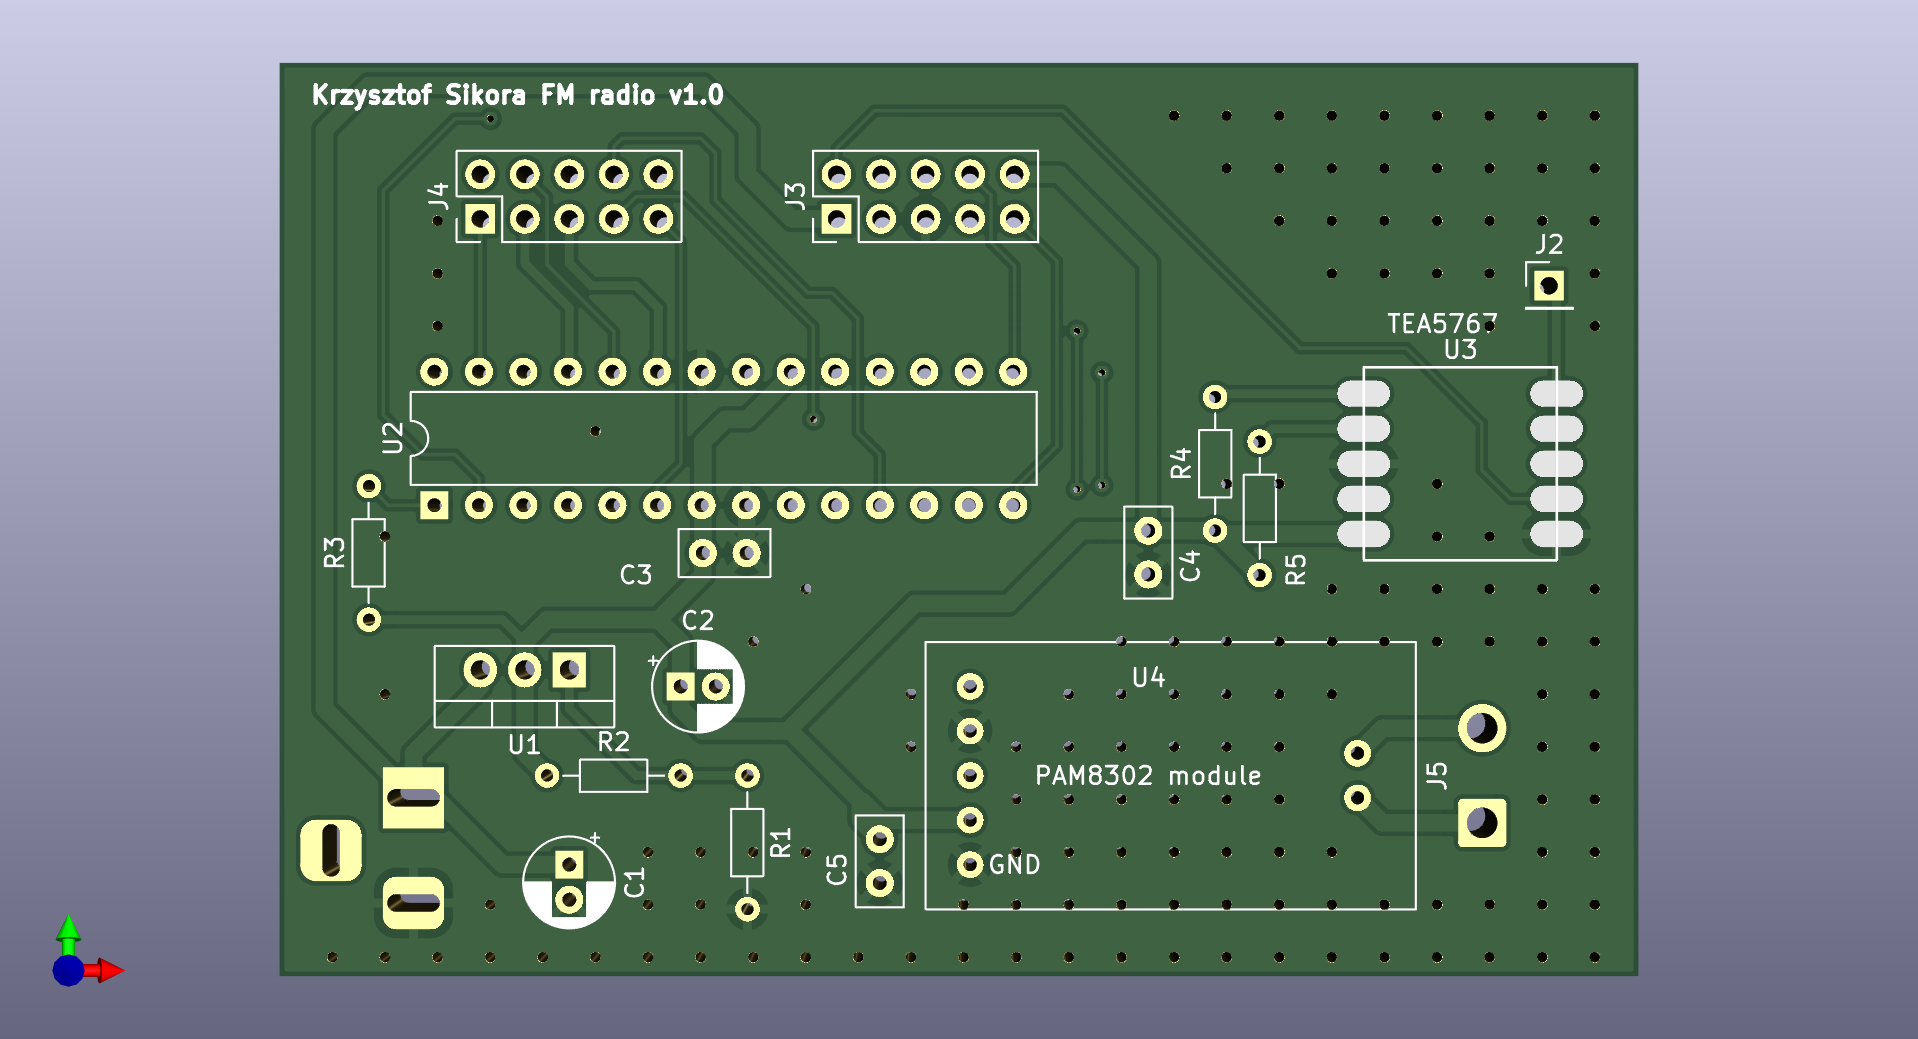 Krzysztof Sikora FM radio v1.0
J4
J3
J2
TEA5767
U3
U2
R4
R3
R5
C3
C4
C2
+
U4
U1
R2
PAM8302 module
J5
+
R1
C5
C1
GND